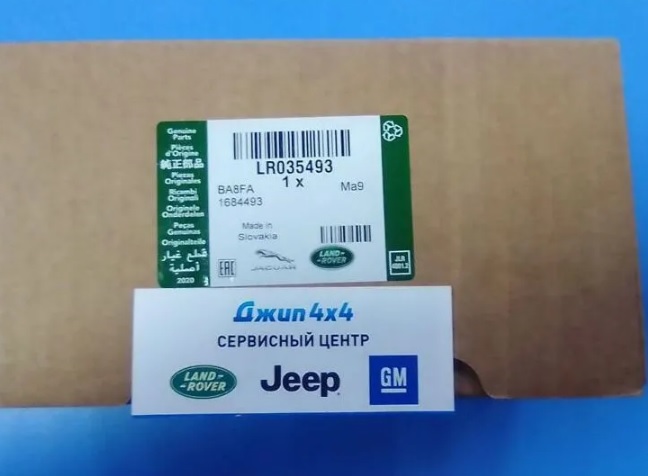 Genuine
Parts
Pièces
d'Origine
純正部品
Piezas
Originales
Ricambi
Originali
Originele
Onderdelen
Peças
Genuínas
Originalteile
قطع غيار
أصلية
2020
LR035493
1 x
BA8FA
Ma9
1684493
Made in
Slovakia
EAC
JAGUAR
LAND-
-ROVER
JLR
Джип 4x4
СЕРВИСНЫЙ ЦЕНТР
LAND-
-ROVER
Jeep
GM